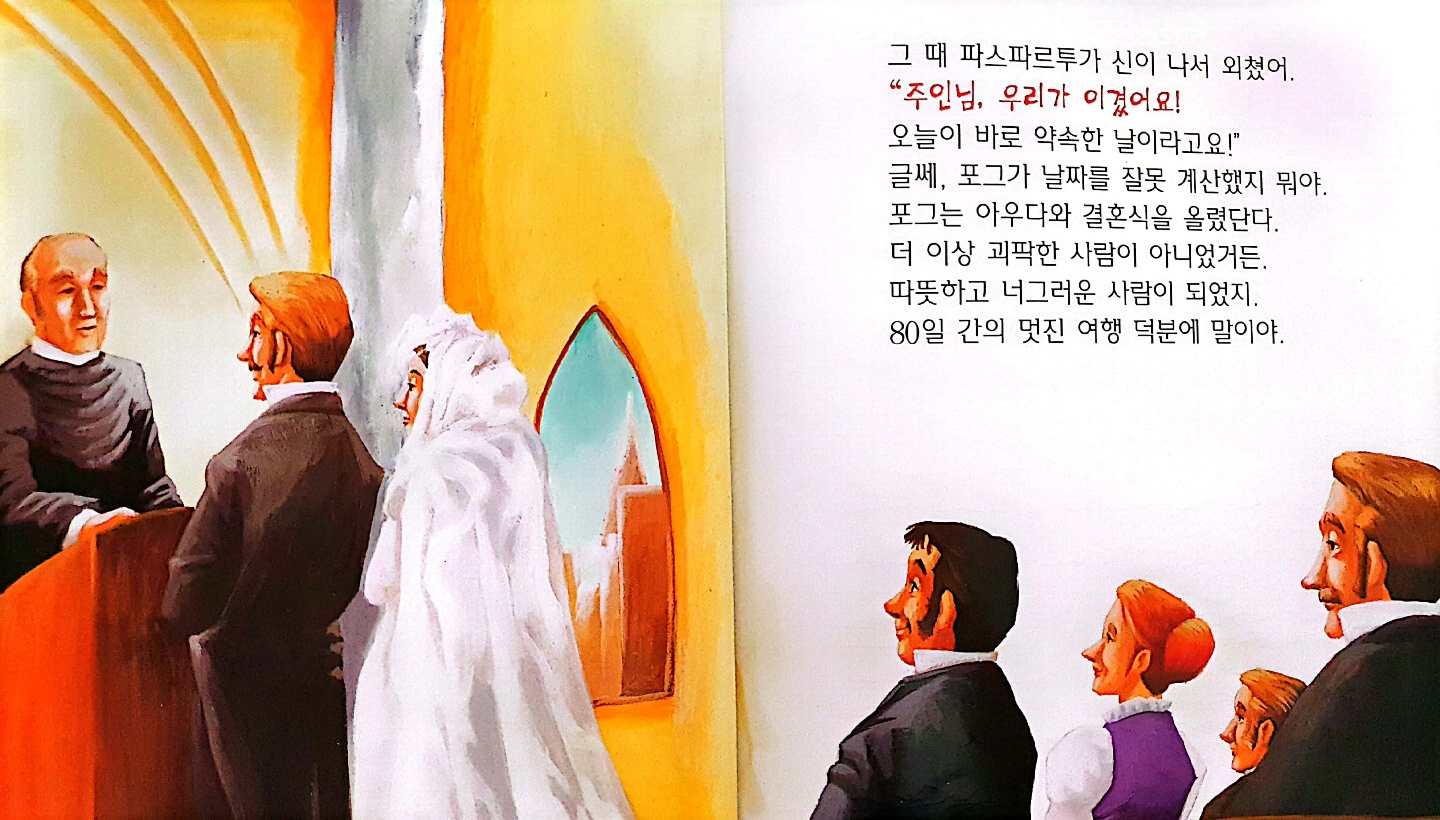 그 때 파스파르투가 신이 나서 외쳤어.
“주인님, 우리가 이겼어요!
오늘이 바로 약속한 날이라고요!”
글쎄, 포그가 날짜를 잘못 계산했지 뭐야.
포그는 아우다와 결혼식을 올렸단다.
더 이상 괴팍한 사람이 아니었거든.
따뜻하고 너그러운 사람이 되었지.
80일 간의 멋진 여행 덕분에 말이야.